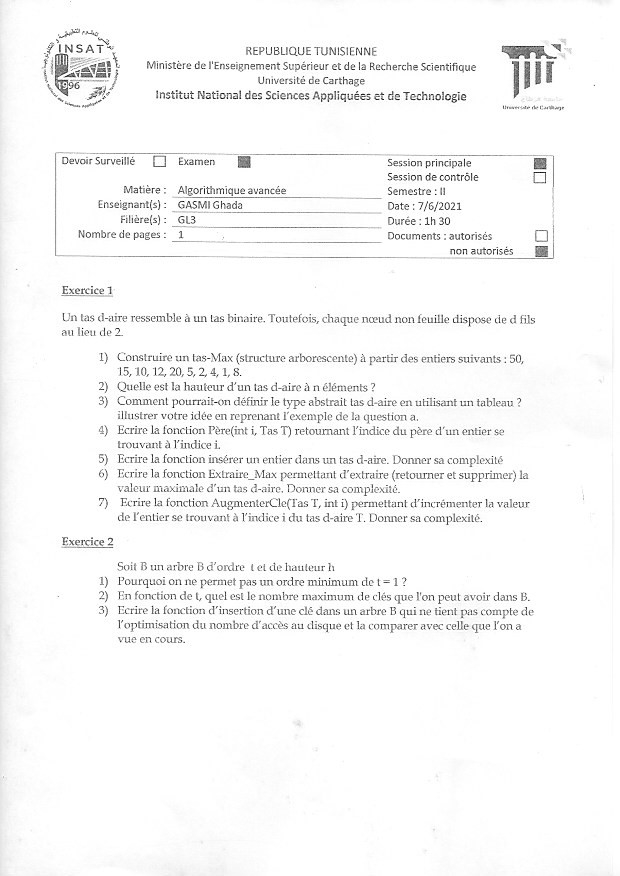 INSAT
1996
REPUBLIQUE TUNISIENNE
Ministère de l'Enseignement Supérieur et de la Recherche Scientifique
Université de Carthage
Institut National des Sciences Appliquées et de Technologie
Université de Carthage
Devoir Surveillé
Examen
Matière : Algorithmique avancée
Enseignant(s) : GASMI Ghada
Filière(s) : GL3
Nombre de pages : 1
Session principale
Session de contrôle
Semestre : II
Date : 7/6/2021
Durée : 1h 30
Documents : autorisés
non autorisés
Exercice 1
Un tas d-aire ressemble à un tas binaire. Toutefois, chaque nœud non feuille dispose de d fils
au lieu de 2.
1) Construire un tas-Max (structure arborescente) à partir des entiers suivants : 50,
15, 10, 12, 20, 5, 2, 4, 1, 8.
2) Quelle est la hauteur d'un tas d-aire à n éléments ?
3) Comment pourrait-on définir le type abstrait tas d-aire en utilisant un tableau ?
illustrer votre idée en reprenant l'exemple de la question a.
4) Ecrire la fonction Père(int i, Tas T) retournant l'indice du père d'un entier se
trouvant à l'indice i.
5) Ecrire la fonction insérer un entier dans un tas d-aire. Donner sa complexité
6) Ecrire la fonction Extraire_Max permettant d'extraire (retourner et supprimer) la
valeur maximale d'un tas d-aire. Donner sa complexité.
7) Ecrire la fonction AugmenterCle(Tas T, int i) permettant d'incrémenter la valeur
de l'entier se trouvant à l'indice i du tas d-aire T. Donner sa complexité.
Exercice 2
Soit B un arbre B d'ordre t et de hauteur h
1) Pourquoi on ne permet pas un ordre minimum de t = 1 ?
2) En fonction de t, quel est le nombre maximum de clés que l'on peut avoir dans B.
3) Ecrire la fonction d'insertion d'une clé dans un arbre B qui ne tient pas compte de
l'optimisation du nombre d'accès au disque et la comparer avec celle que l'on a
vue en cours.